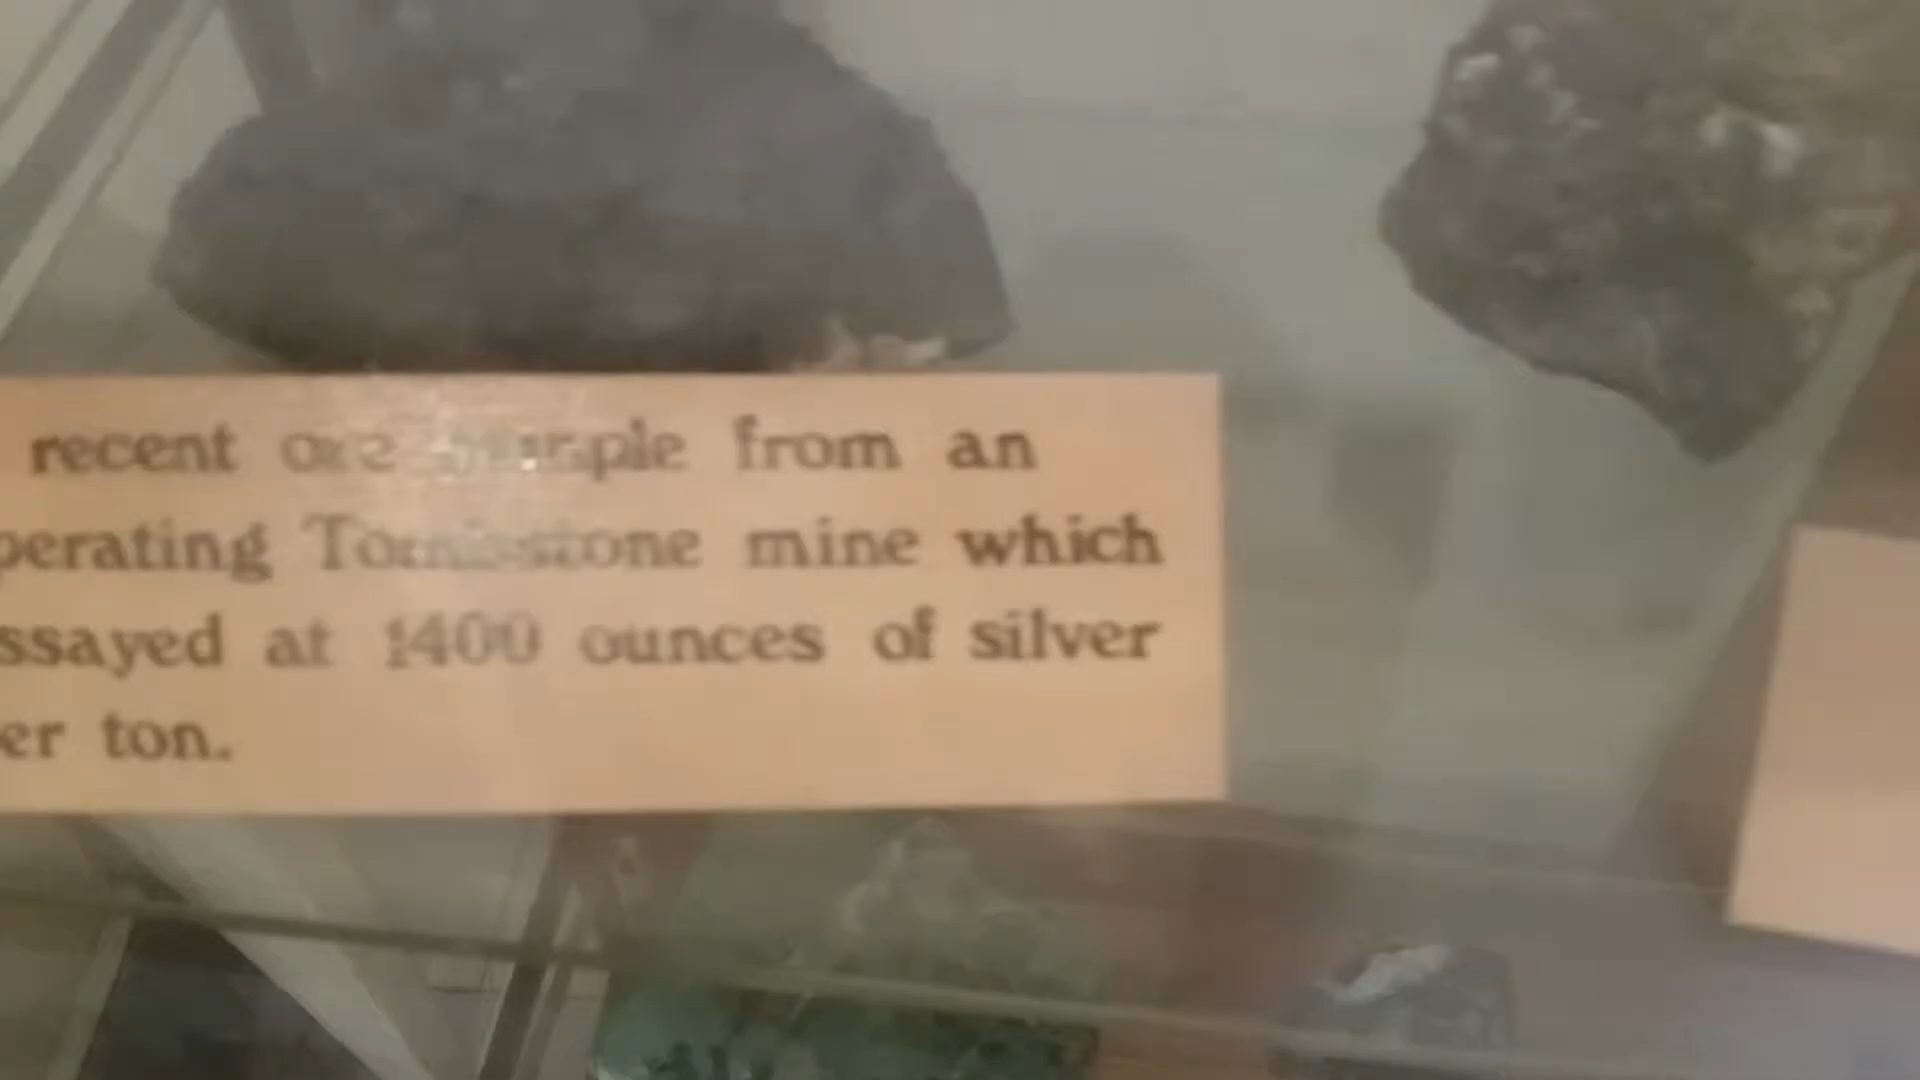 recent ore sample from an
perating Tombstone mine which
ssayed at 1400 ounces of silver
er ton.